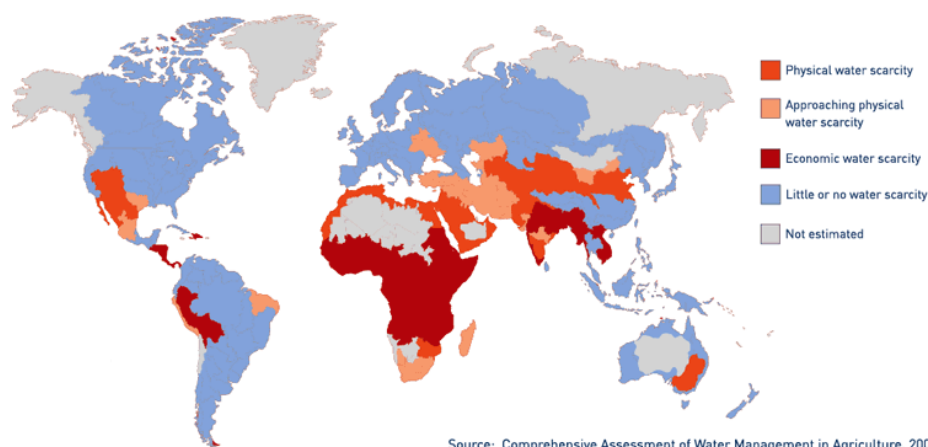 Physical water scarcity
Approaching physical
water scarcity
Economic water scarcity
Little or no water scarcity
Not estimated
Source: Comprehensive Assessment of Water Management in Agriculture, 200